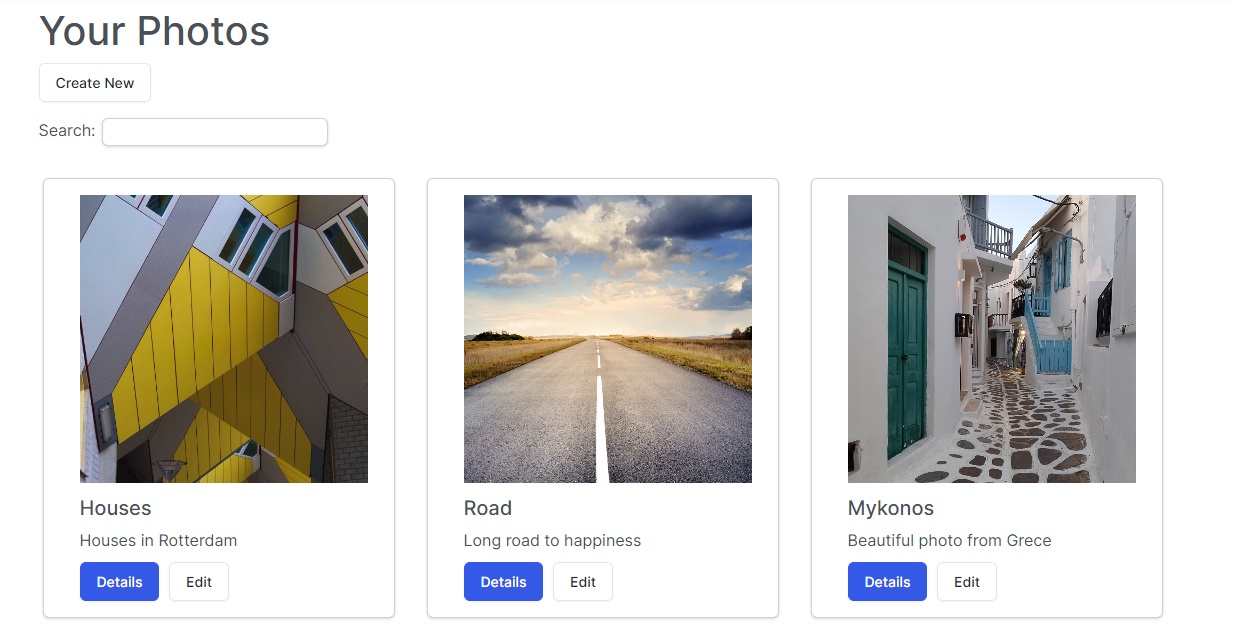 Your Photos
Create New
Search:
Houses
Houses in Rotterdam
Details Edit
Road
Long road to happiness
Details Edit
Mykonos
Beautiful photo from Grece
Details Edit